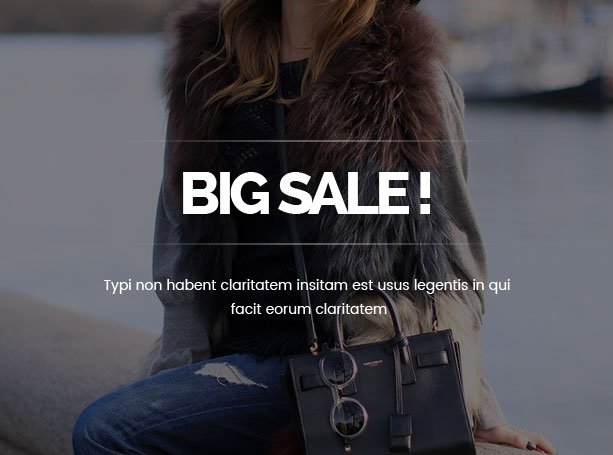 BIG SALE !
Typi non habent claritatem insitam est usus legentis in qui
facit eorum claritatem